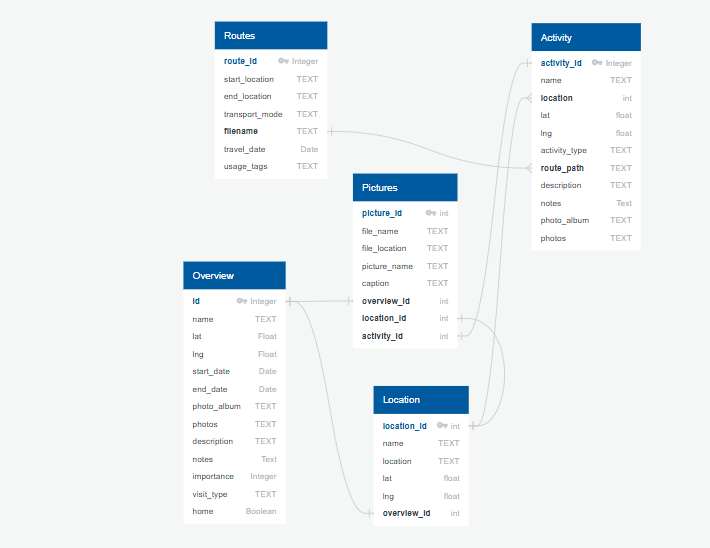 Routes
route_id Integer
start_location TEXT
end_location TEXT
transport_mode TEXT
filename TEXT
travel_date Date
usage_tags TEXT
Activity
activity_id Integer
name TEXT
location int
lat float
lng float
activity_type TEXT
route_path TEXT
description TEXT
notes Text
photo_album TEXT
photos TEXT
Pictures
picture_id int
file_name TEXT
file_location TEXT
picture_name TEXT
caption TEXT
overview_id int
location_id int
activity_id int
Overview
id Integer
name TEXT
lat Float
lng Float
start_date Date
end_date Date
photo_album TEXT
photos TEXT
description TEXT
notes Text
importance Integer
visit_type TEXT
home Boolean
Location
location_id int
name TEXT
location TEXT
lat float
lng float
overview_id int